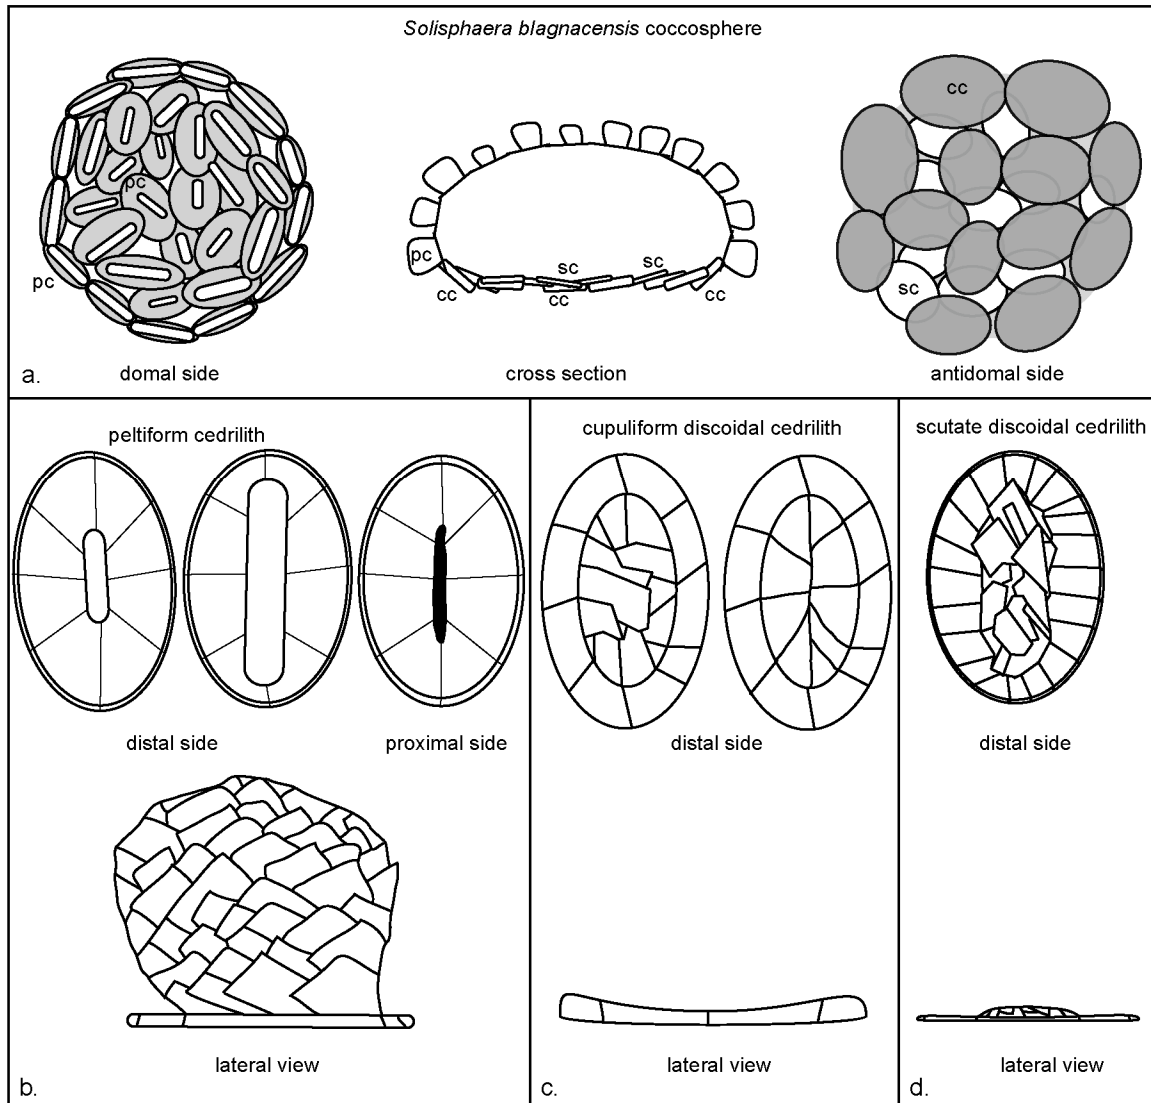 Solisphaera blagnacensis coccosphere
pc
pc
domal side
pc
sc
sc
cc
cc
cc
cross section
cc
sc
antidomal side
a.
peltiform cedrilith
distal side
proximal side
lateral view
b.
cupuliform discoidal cedrilith
distal side
lateral view
c.
scutate discoidal cedrilith
distal side
lateral view
d.